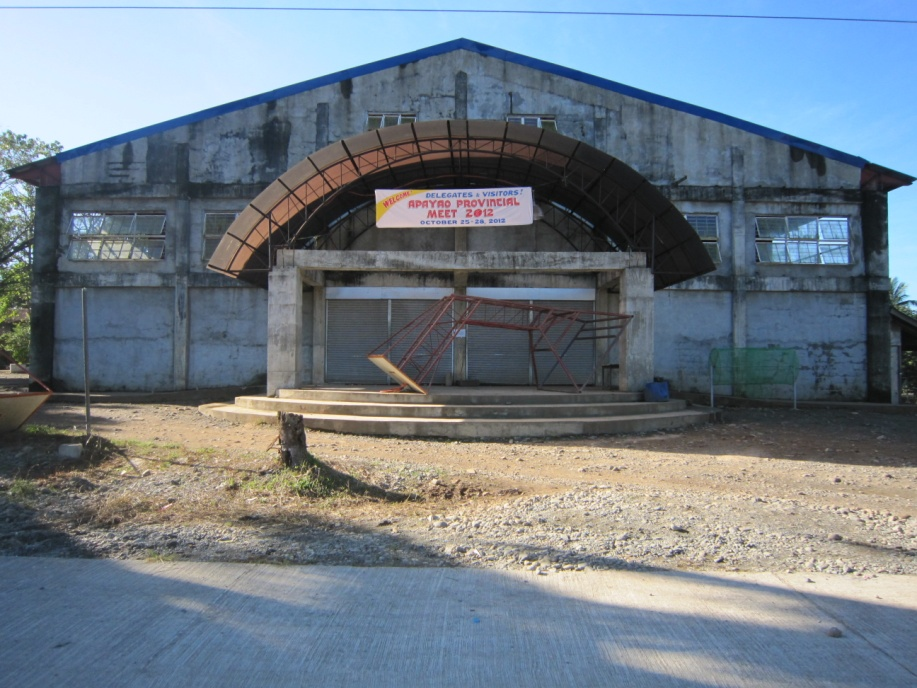 WELCOME DELEGATES & VISITORS!
APAYAO PROVINCIAL
MEET 2012
OCTOBER 25-28, 2012